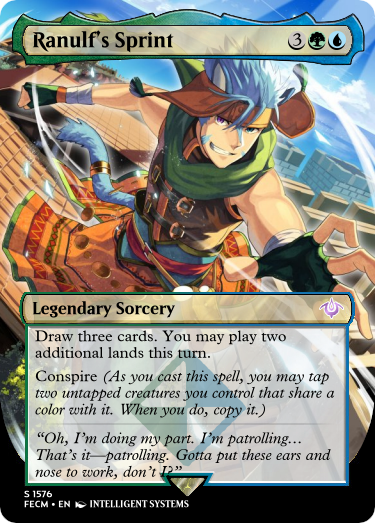 Ranulf's Sprint 3
Legendary Sorcery
Draw three cards. You may play two
additional lands this turn.
Conspire (As you cast this spell, you may tap
two untapped creatures you control that share a
color with it. When you do, copy it.)
“Oh, I'm doing my part. I'm patrolling…
That's it—patrolling. Gotta put these ears and
nose to work, don't I?”
S 1576
FECM • EN INTELLIGENT SYSTEMS